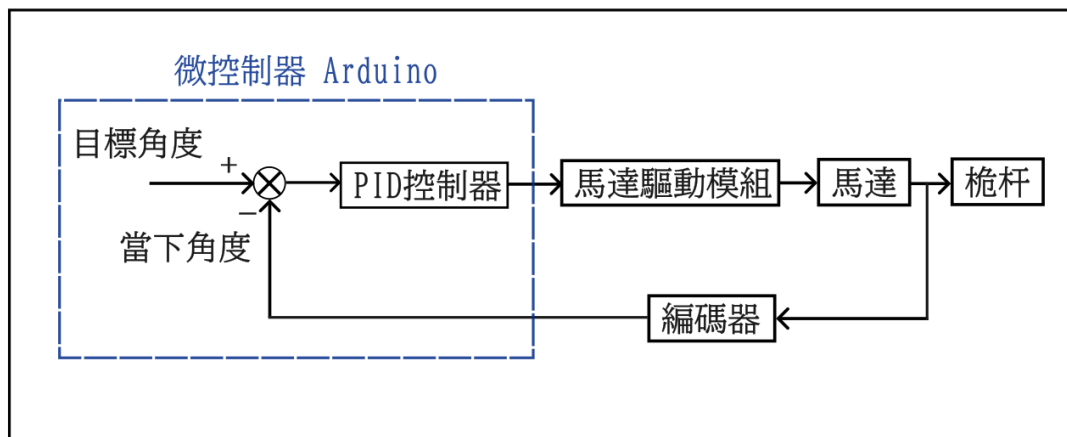 微控制器 Arduino
目標角度
+
PID控制器
馬達驅動模組
馬達
桅杆
−
當下角度
編碼器